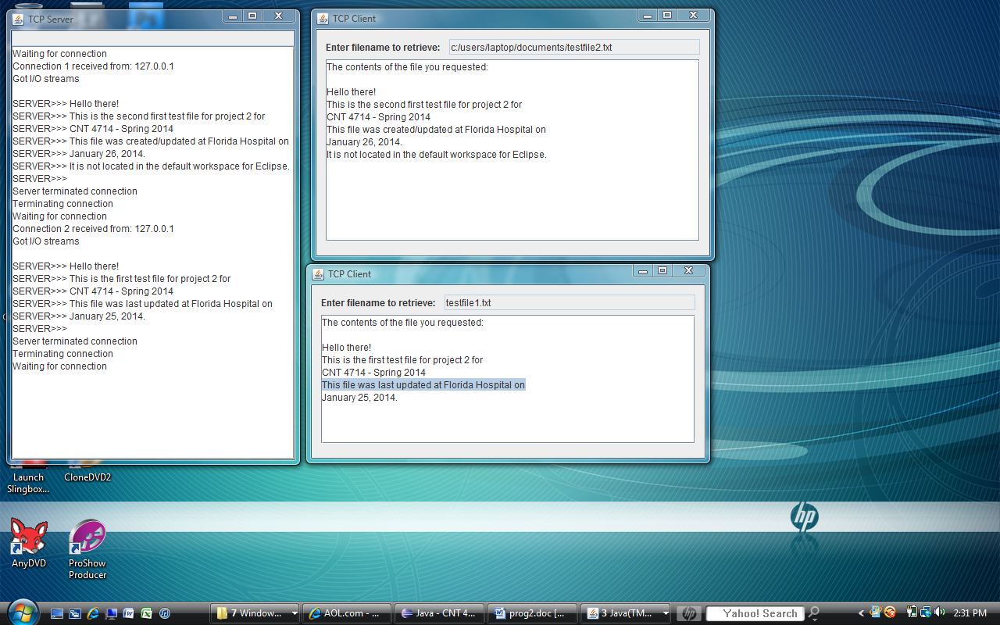 TCP Server
Waiting for connection
Connection 1 received from: 127.0.0.1
Got I/O streams
SERVER>>> Hello there!
SERVER>>> This is the second first test file for project 2 for
SERVER>>> CNT 4714 - Spring 2014
SERVER>>> This file was created/updated at Florida Hospital on
SERVER>>> January 26, 2014.
SERVER>>> It is not located in the default workspace for Eclipse.
SERVER>>>
Server terminated connection
Terminating connection
Waiting for connection
Connection 2 received from: 127.0.0.1
Got I/O streams
SERVER>>> Hello there!
SERVER>>> This is the first test file for project 2 for
SERVER>>> CNT 4714 - Spring 2014
SERVER>>> This file was last updated at Florida Hospital on
SERVER>>> January 25, 2014.
SERVER>>>
Server terminated connection
Terminating connection
Waiting for connection
TCP Client
Enter filename to retrieve: c:/users/laptop/documents/testfile2.txt
The contents of the file you requested:
Hello there!
This is the second first test file for project 2 for
CNT 4714 - Spring 2014
This file was created/updated at Florida Hospital on
January 26, 2014.
It is not located in the default workspace for Eclipse.
TCP Client
Enter filename to retrieve: testfile1.txt
The contents of the file you requested:
Hello there!
This is the first test file for project 2 for
CNT 4714 - Spring 2014
This file was last updated at Florida Hospital on
January 25, 2014.
Launch
Slingbox...
CloneDVD2
AnyDVD
ProShow
Producer
hp
7 Window... AOL.com - ... Java - CNT 4... prog2.doc [... 3 Java(TM... hp Yahoo! Search 2:31 PM